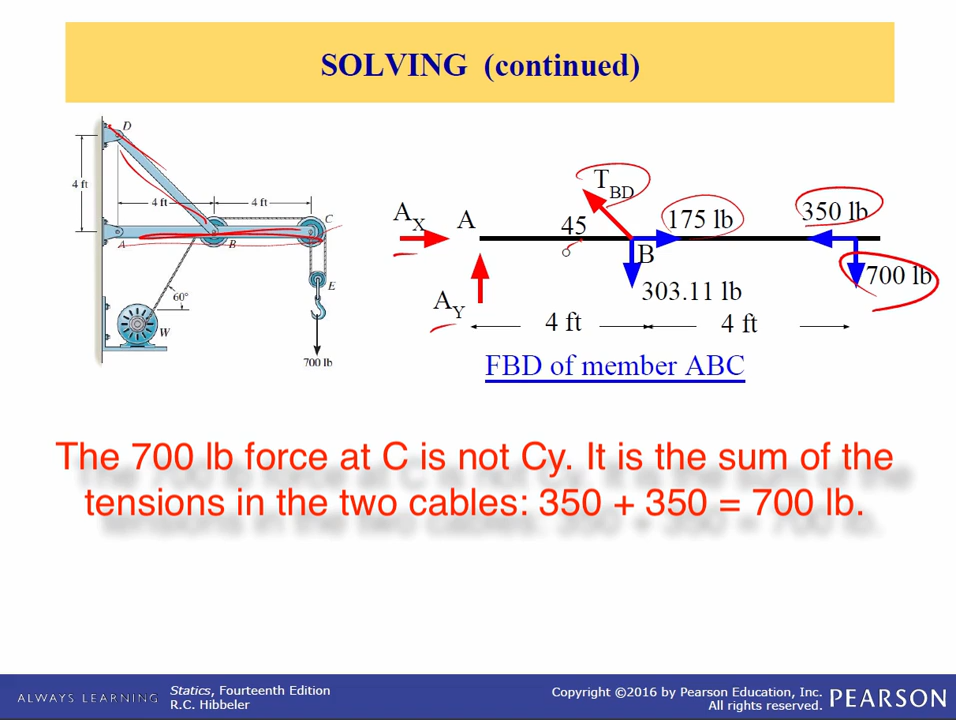 SOLVING (continued)
D
4 ft
4 ft
4 ft
C
A
B
E
60°
W
700 lb
T_BD
A_X
A
45
°
175 lb
350 lb
B
700 lb
A_Y
303.11 lb
4 ft
4 ft
FBD of member ABC
The 700 lb force at C is not Cy. It is the sum of the
tensions in the two cables: 350 + 350 = 700 lb.
ALWAYS LEARNING
Statics, Fourteenth Edition
R.C. Hibbeler
Copyright ©2016 by Pearson Education, Inc.
All rights reserved.
PEARSON